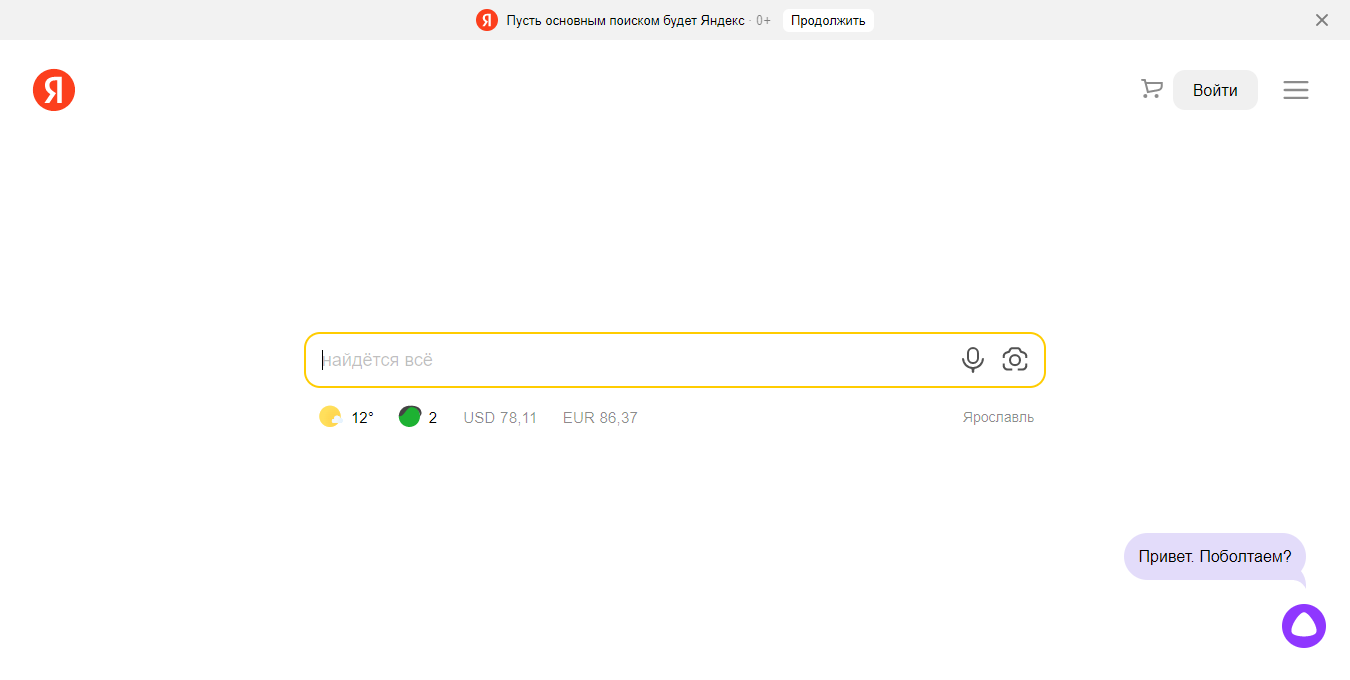 Я Пусть основным поиском будет Яндекс · 0+ Продолжить
Я Войти
найдётся всё
12° 2 USD 78,11 EUR 86,37 Ярославль
Привет. Поболтаем?